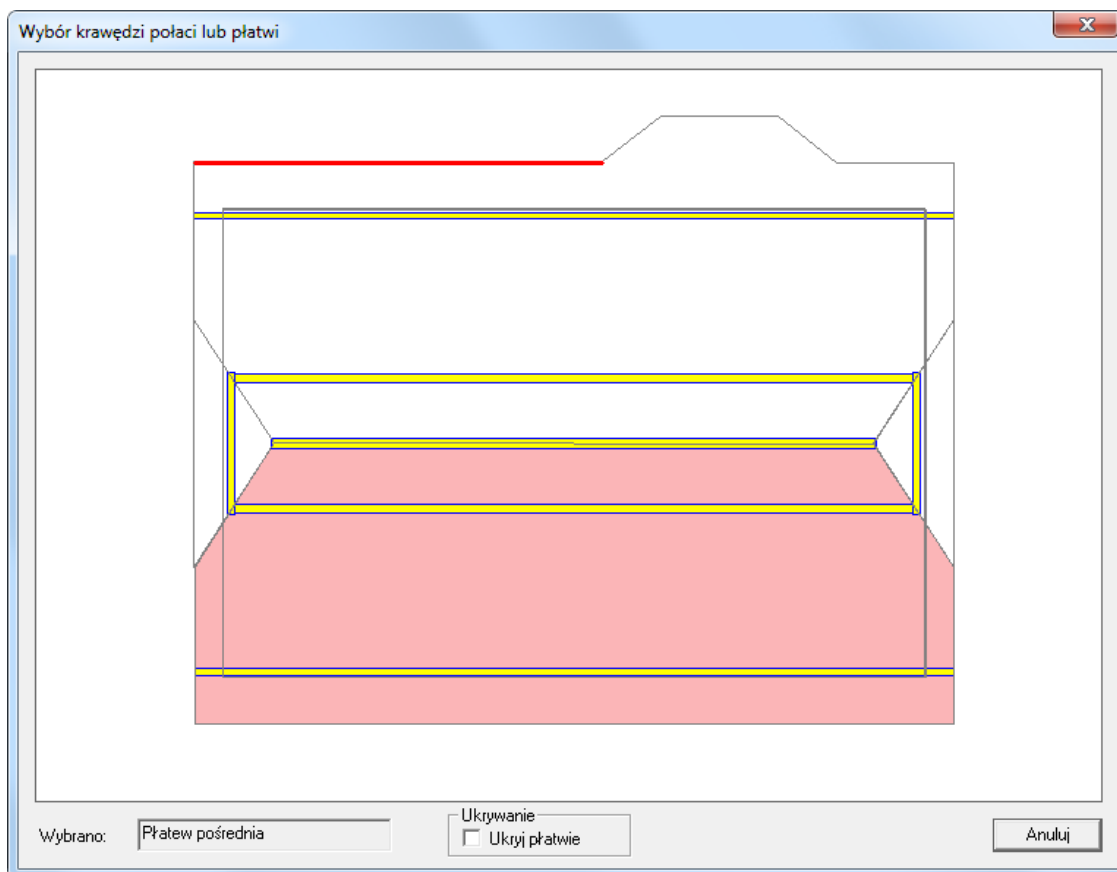 Wybór krawędzi połaci lub płatwi
Wybrano:
Płatew pośrednia
Ukrywanie
Ukryj płatwie
Anuluj